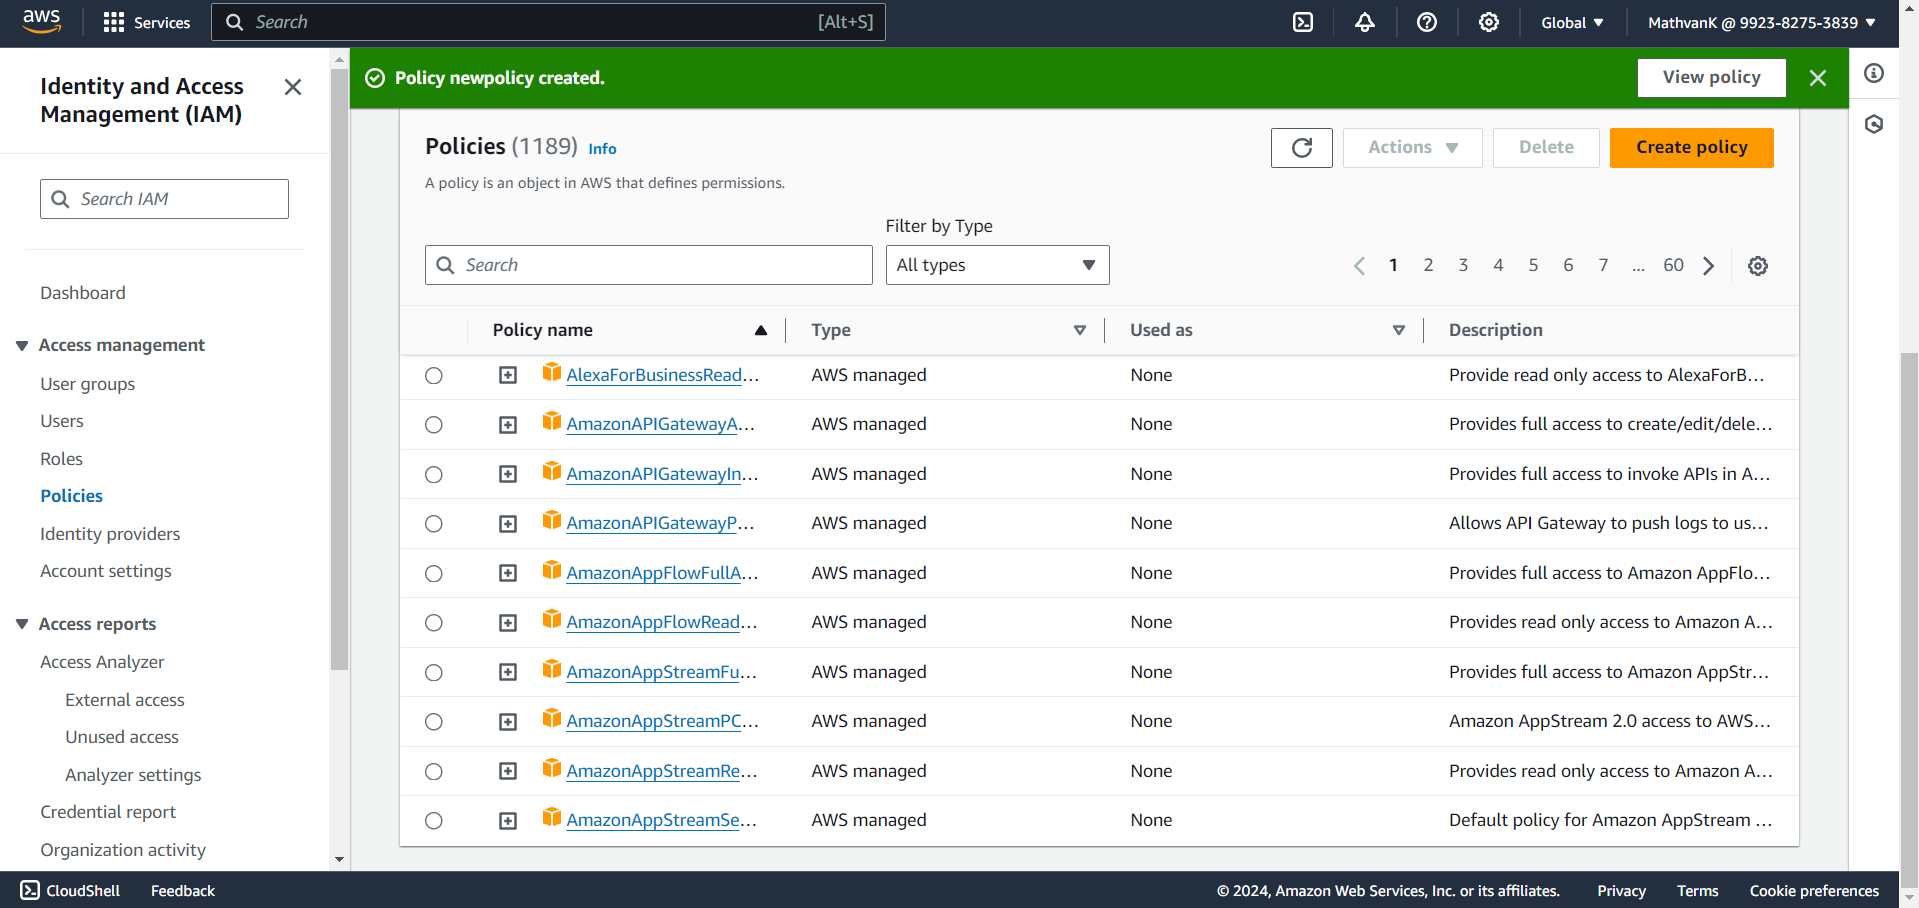 aws
Services
Search
[Alt+S]
Global
MathvanK @ 9923-8275-3839
Identity and Access
Management (IAM)
Search IAM
Dashboard
Access management
User groups
Users
Roles
Policies
Identity providers
Account settings
Access reports
Access Analyzer
External access
Unused access
Analyzer settings
Credential report
Organization activity
Policy newpolicy created.
View policy
Policies (1189) Info
Actions
Delete
Create policy
A policy is an object in AWS that defines permissions.
Filter by Type
Search
All types
1 2 3 4 5 6 7 ... 60
Policy name Type Used as Description
AlexaForBusinessRead... AWS managed None Provide read only access to AlexaForB...
AmazonAPIGatewayA... AWS managed None Provides full access to create/edit/dele...
AmazonAPIGatewayIn... AWS managed None Provides full access to invoke APIs in A...
AmazonAPIGatewayP... AWS managed None Allows API Gateway to push logs to us...
AmazonAppFlowFullA... AWS managed None Provides full access to Amazon AppFlo...
AmazonAppFlowRead... AWS managed None Provides read only access to Amazon A...
AmazonAppStreamFu... AWS managed None Provides full access to Amazon AppStr...
AmazonAppStreamPC... AWS managed None Amazon AppStream 2.0 access to AWS...
AmazonAppStreamRe... AWS managed None Provides read only access to Amazon A...
AmazonAppStreamSe... AWS managed None Default policy for Amazon AppStream ...
CloudShell
Feedback
© 2024, Amazon Web Services, Inc. or its affiliates.
Privacy
Terms
Cookie preferences